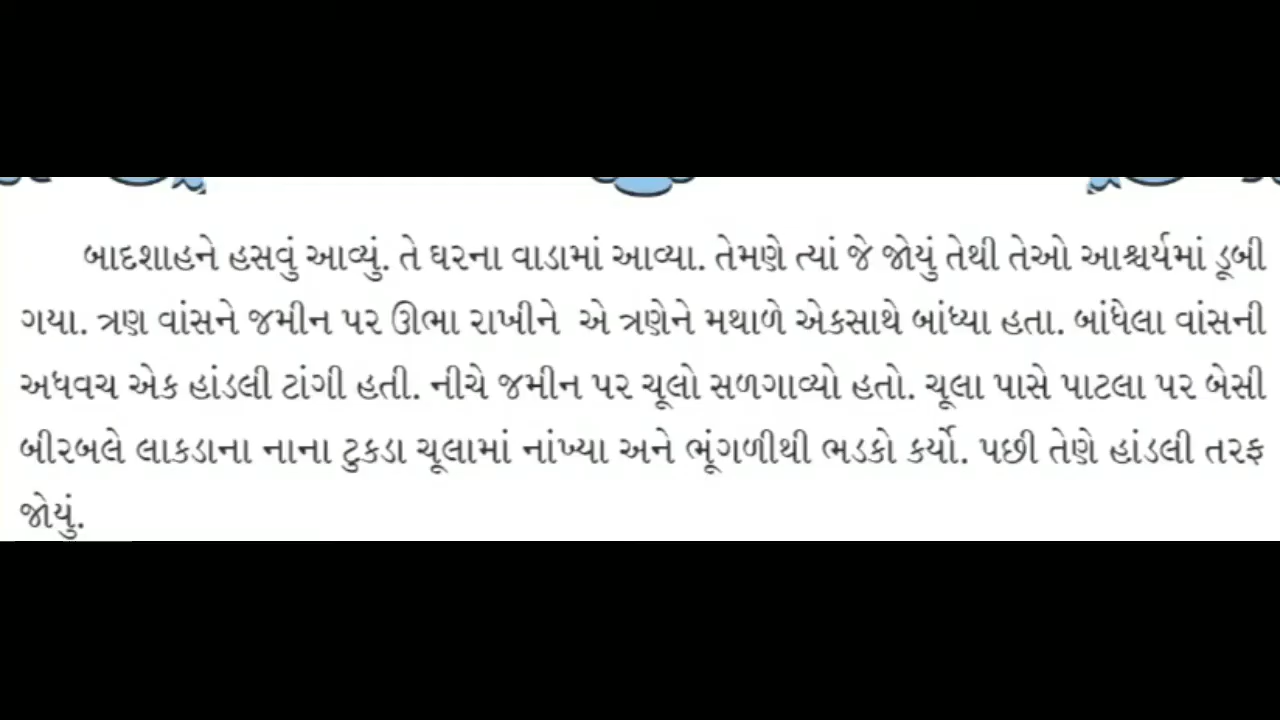 બાદશાહને હસવું આવ્યું. તે ઘરના વાડામાં આવ્યા. તેમણે ત્યાં જે જોયું તેથી તેઓ આશ્ચર્યમાં ડૂબી
ગયા. ત્રણ વાંસને જમીન પર ઊભા રાખીને એ ત્રણેને મથાળે એકસાથે બાંધ્યા હતા. બાંધેલા વાંસની
અધવચ એક હાંડલી ટાંગી હતી. નીચે જમીન પર ચૂલો સળગાવ્યો હતો. ચૂલા પાસે પાટલા પર બેસી
બીરબલે લાકડાના નાના ટુકડા ચૂલામાં નાંખ્યા અને ભૂંગળીથી ભડકો કર્યો. પછી તેણે હાંડલી તરફ
જોયું.